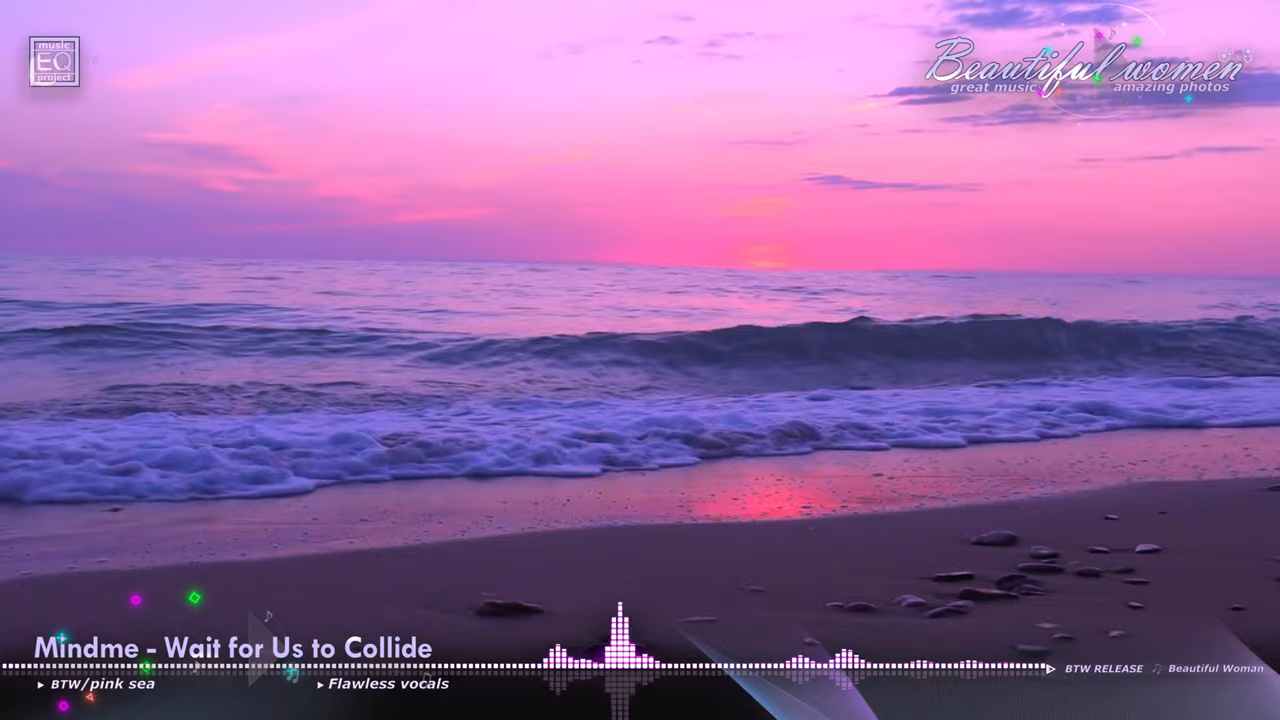 music
EQ
project
Beautiful women
great music amazing photos
Mindme - Wait for Us to Collide
BTW RELEASE Beautiful Woman
BTW/pink sea Flawless vocals